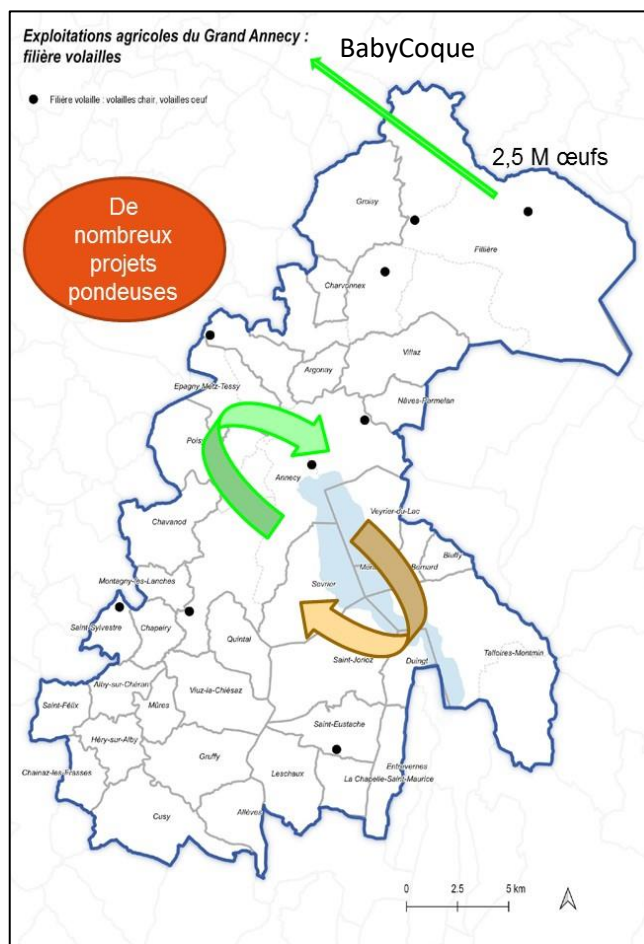 Exploitations agricoles du Grand Annecy :
filière volailles
BabyCoque
Filière volaille : volailles chair, volailles oeuf
2,5 M œufs
De
nombreux
projets
pondeuses
Groisy
Fillière
Charvonnex
Villaz
Argonay
Epagny Metz-Tessy
Nâves-Parmelan
Annecy
Chavanod
Veyrier-du-Lac
Bluffy
Montagny-les-Lanches
Sevrier
Bernard
Saint-Sylvestre
Chapeiry
Quintal
Talloires-Montmin
Saint-Jorioz
Duingt
Alby-sur-Chéran
Saint-Félix
Mûres
Viuz-la-Chiésaz
Saint-Eustache
Héry-sur-Alby
Gruffy
Entrevernes
Chainaz-les-Frasses
Leschaux
La Chapelle-Saint-Maurice
Allèves
Cusy
0 2.5 5 km